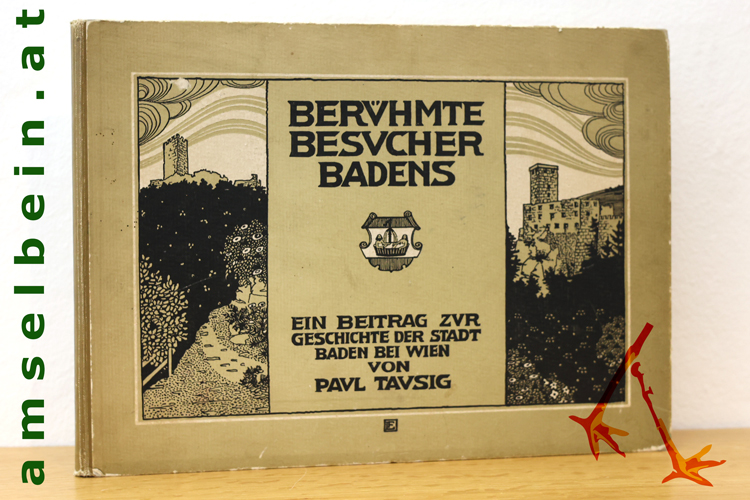 amselbein.at
BERVHMTE
BESVCHER
BADENS
EIN BEITRAG ZVR
GESCHICHTE DER STADT
BADEN BEI WIEN
VON
PAVL TAVSIG
E